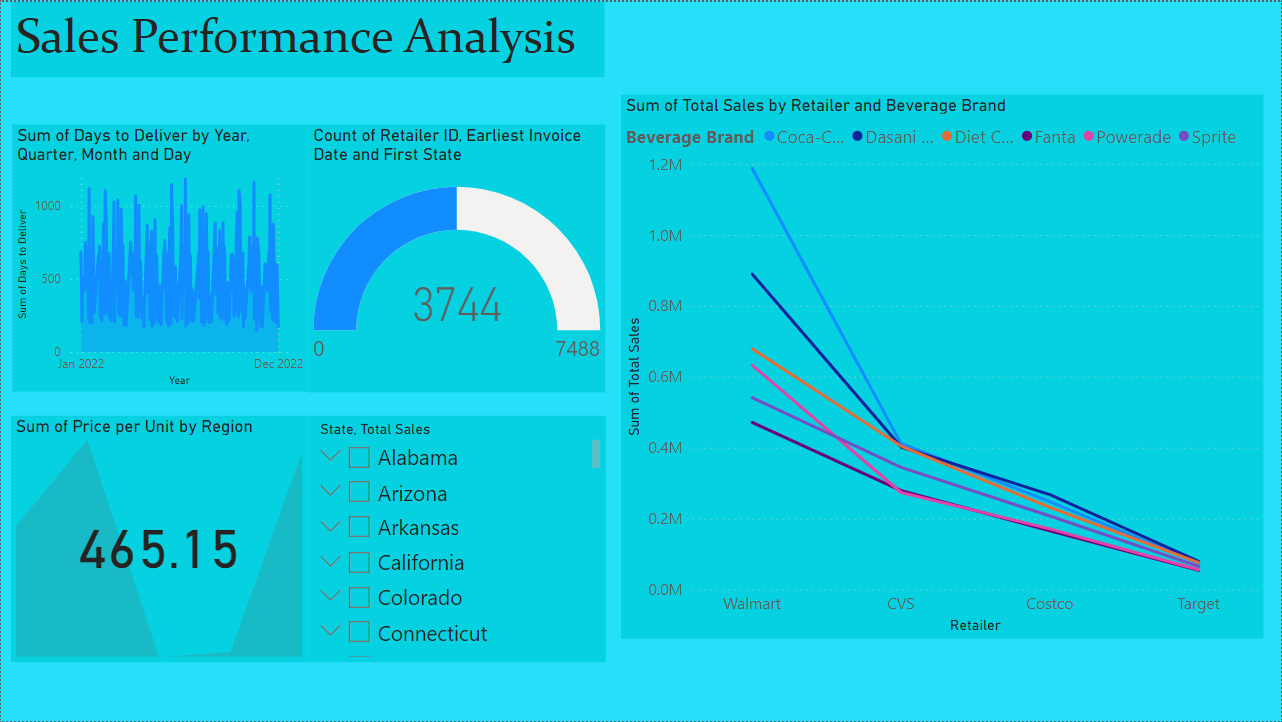 Sales Performance Analysis
Sum of Days to Deliver by Year,
Quarter, Month and Day
Sum of Days to Deliver
1000
500
0
Jan 2022
Dec 2022
Year
Count of Retailer ID, Earliest Invoice
Date and First State
3744
0
7488
Sum of Price per Unit by Region
465.15
State, Total Sales
Alabama
Arizona
Arkansas
California
Colorado
Connecticut
Sum of Total Sales by Retailer and Beverage Brand
Beverage Brand Coca-C... Dasani ... Diet C... Fanta Powerade Sprite
Sum of Total Sales
1.2M
1.0M
0.8M
0.6M
0.4M
0.2M
0.0M
Walmart
CVS
Costco
Target
Retailer